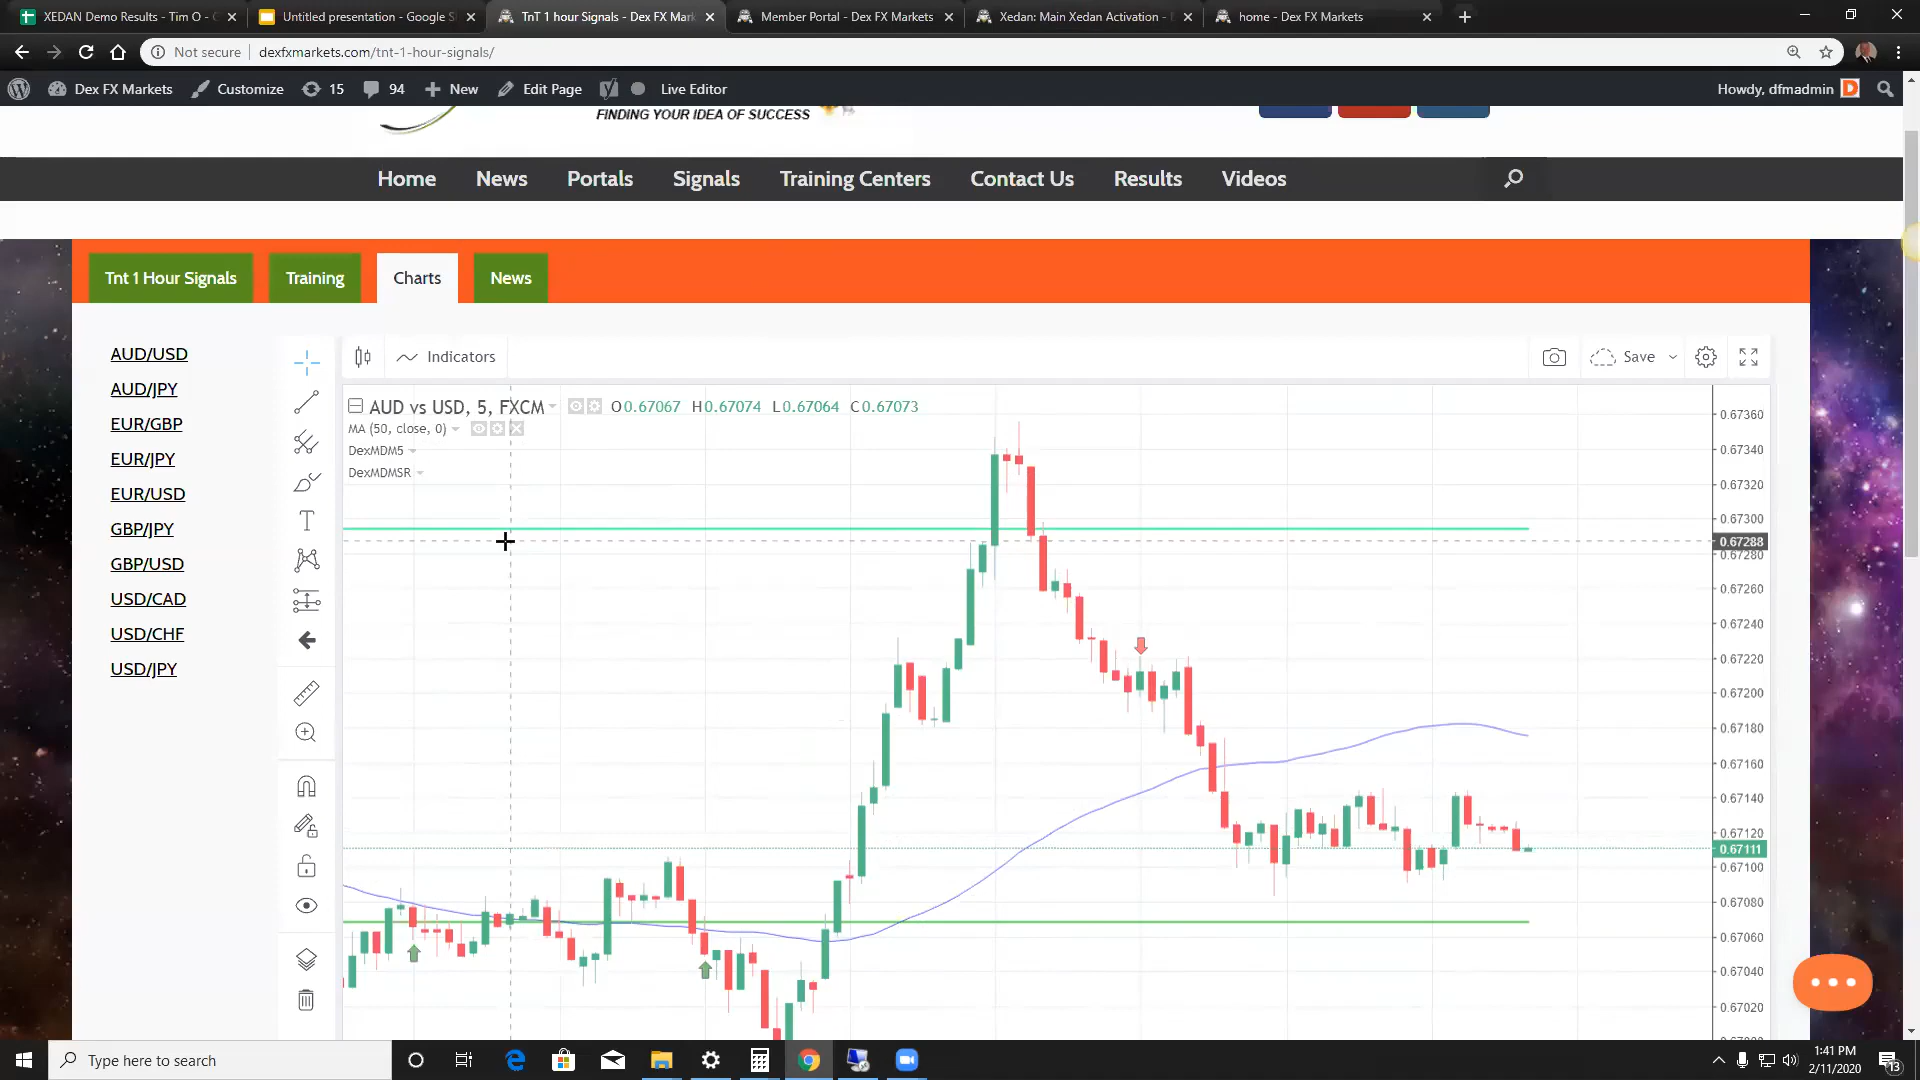 XEDAN Demo Results - Tim O - G
Untitled presentation - Google S
TnT 1 hour Signals - Dex FX Mark
Member Portal - Dex FX Markets
Xedan: Main Xedan Activation -
home - Dex FX Markets
Not secure
dexfxmarkets.com/tnt-1-hour-signals/
Dex FX Markets
Customize
15
94
New
Edit Page
Live Editor
Howdy, dfmadmin
FINDING YOUR IDEA OF SUCCESS
Home
News
Portals
Signals
Training Centers
Contact Us
Results
Videos
Tnt 1 Hour Signals
Training
Charts
News
AUD/USD
AUD/JPY
EUR/GBP
EUR/JPY
EUR/USD
GBP/JPY
GBP/USD
USD/CAD
USD/CHF
USD/JPY
Indicators
Save
AUD vs USD, 5, FXCM
O0.67067 H0.67074 L0.67064 C0.67073
MA (50, close, 0)
DexMDM5
DexMDMSR
0.67360
0.67340
0.67320
0.67300
0.67288
0.67280
0.67260
0.67240
0.67220
0.67200
0.67180
0.67160
0.67140
0.67120
0.67111
0.67100
0.67080
0.67060
0.67040
0.67020
Type here to search
1:41 PM
2/11/2020
13